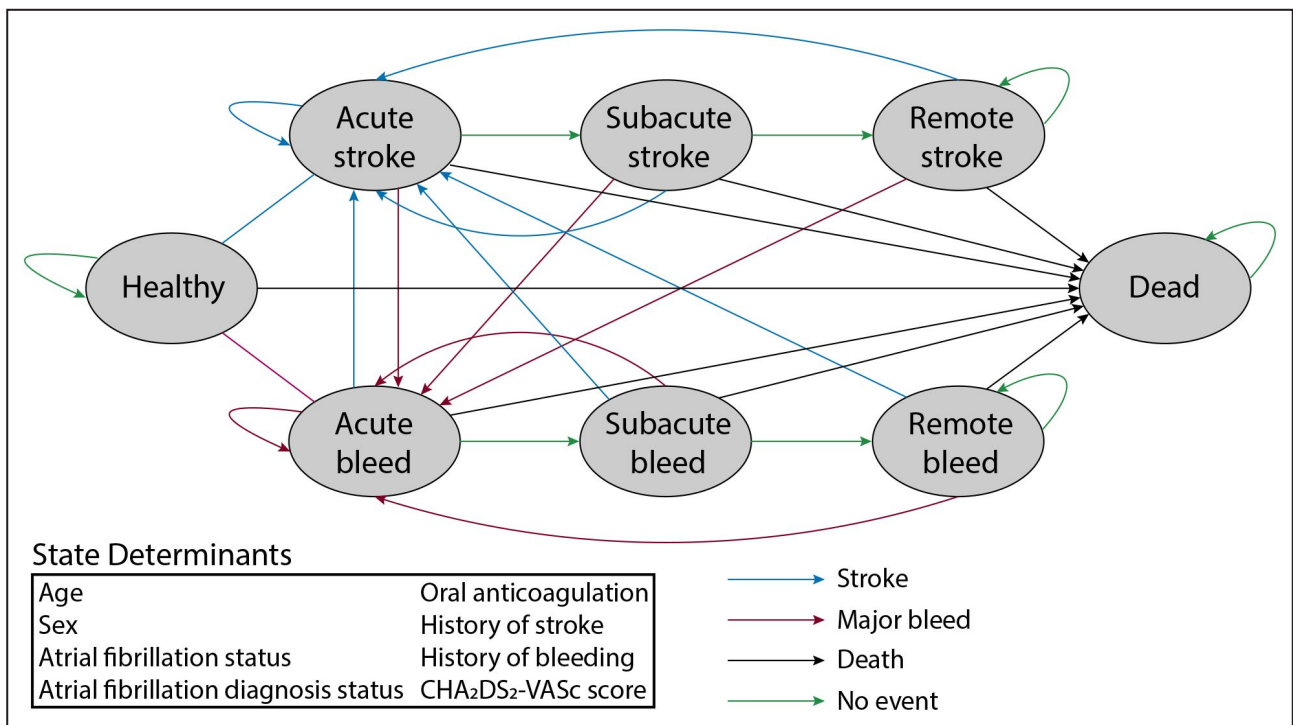 Acute
stroke
Subacute
stroke
Remote
stroke
Healthy
Dead
Acute
bleed
Subacute
bleed
Remote
bleed
State Determinants
Age
Sex
Atrial fibrillation status
Atrial fibrillation diagnosis status
Oral anticoagulation
History of stroke
History of bleeding
CHA₂DS₂-VASc score
Stroke
Major bleed
Death
No event